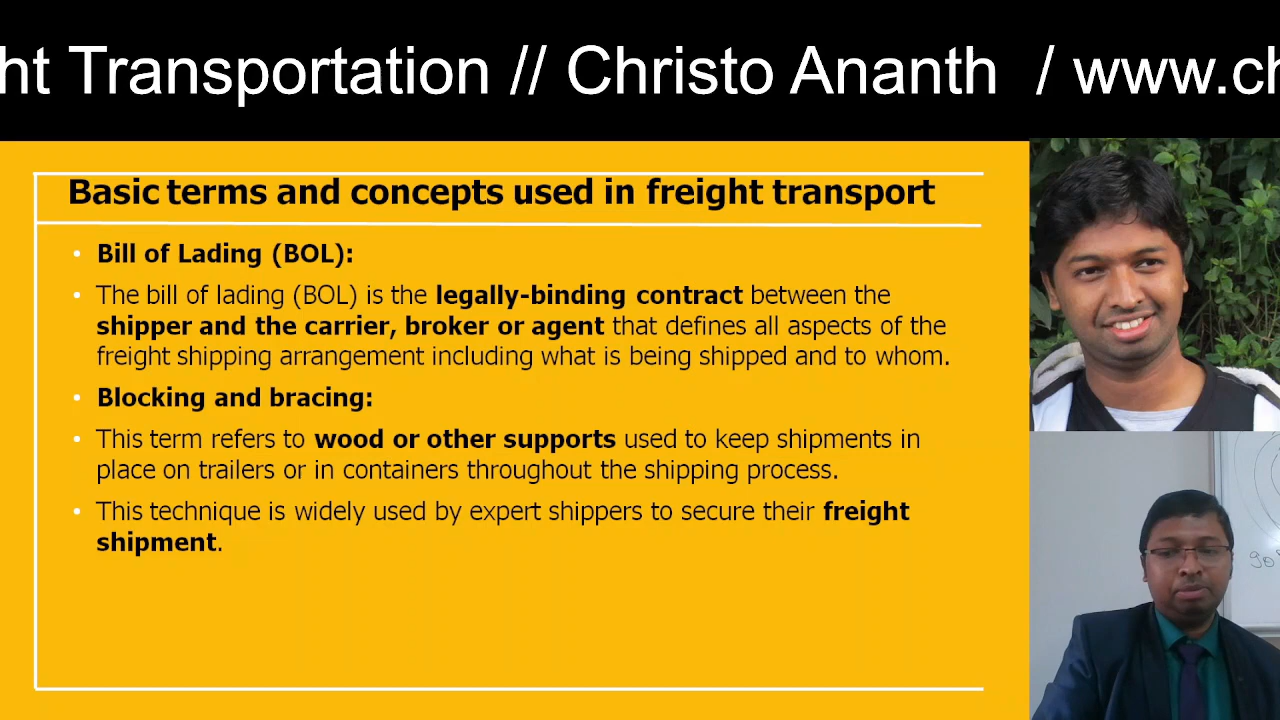 ht Transportation // Christo Ananth / www.ch
Basic terms and concepts used in freight transport
• Bill of Lading (BOL):
• The bill of lading (BOL) is the legally-binding contract between the
shipper and the carrier, broker or agent that defines all aspects of the
freight shipping arrangement including what is being shipped and to whom.
• Blocking and bracing:
• This term refers to wood or other supports used to keep shipments in
place on trailers or in containers throughout the shipping process.
• This technique is widely used by expert shippers to secure their freight
shipment.